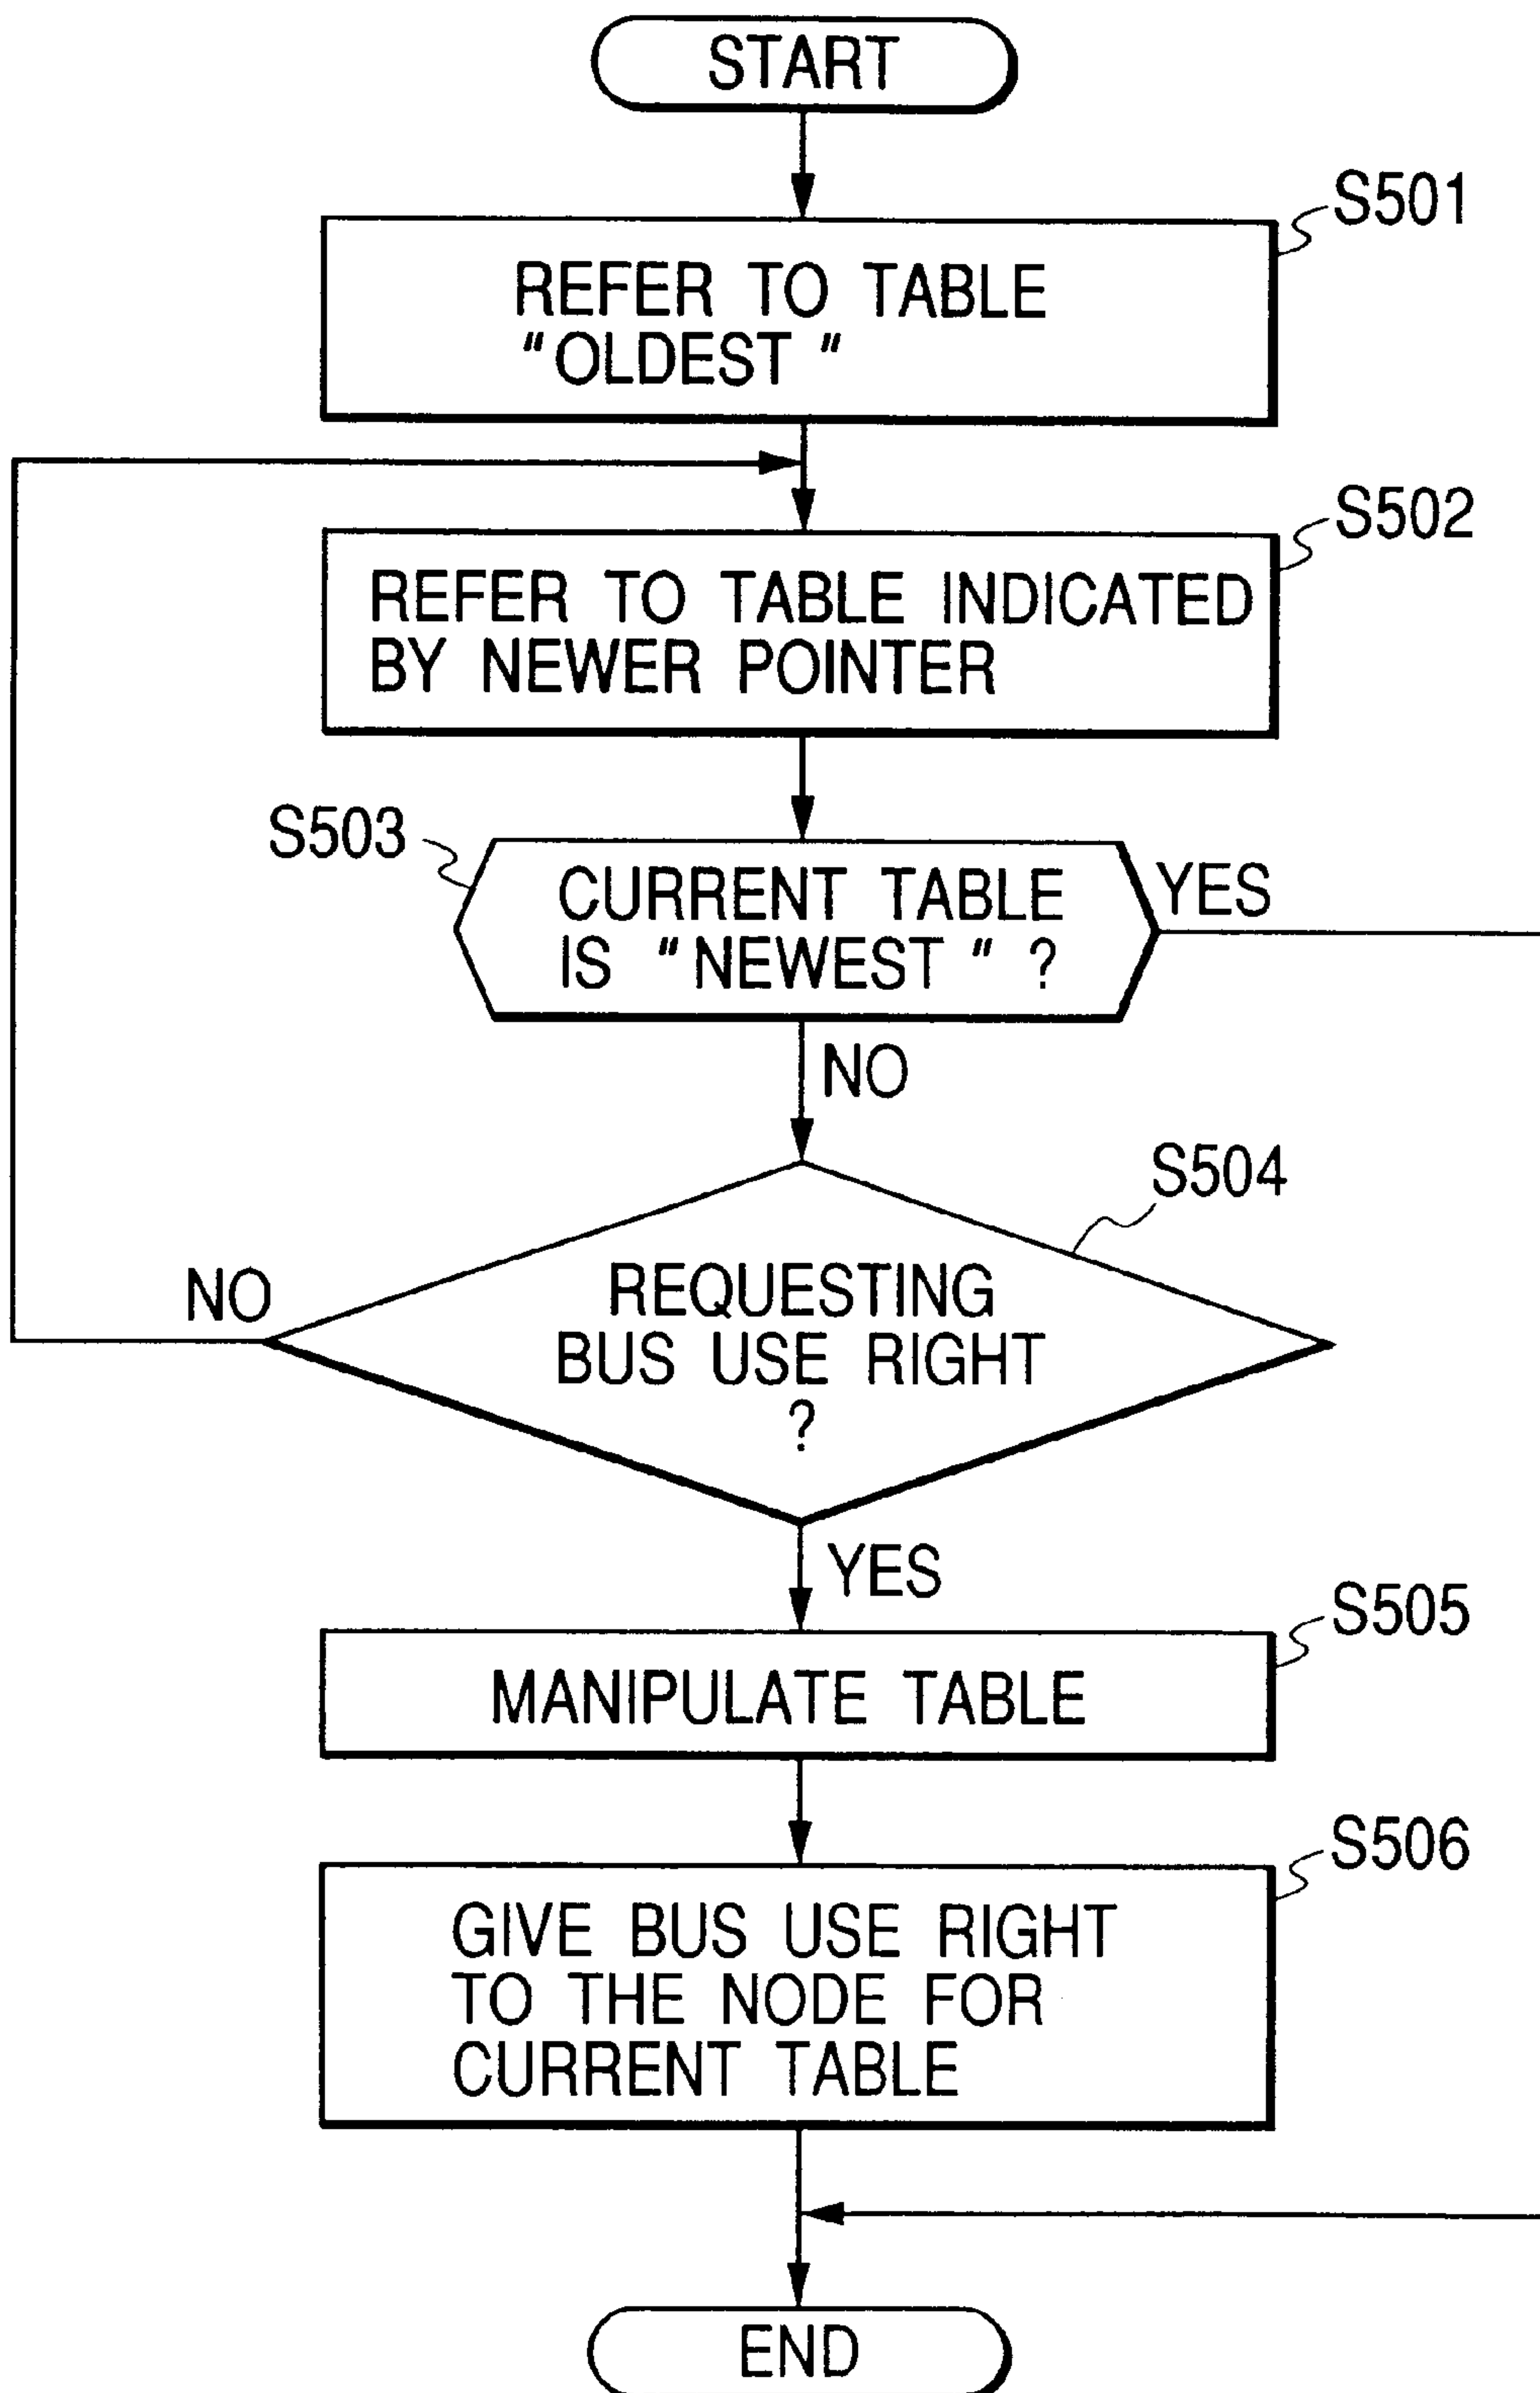 START
S501
REFER TO TABLE
"OLDEST "
S502
REFER TO TABLE INDICATED
BY NEWER POINTER
S503
CURRENT TABLE
IS "NEWEST " ?
YES
NO
S504
REQUESTING
BUS USE RIGHT
?
NO
YES
S505
MANIPULATE TABLE
S506
GIVE BUS USE RIGHT
TO THE NODE FOR
CURRENT TABLE
END